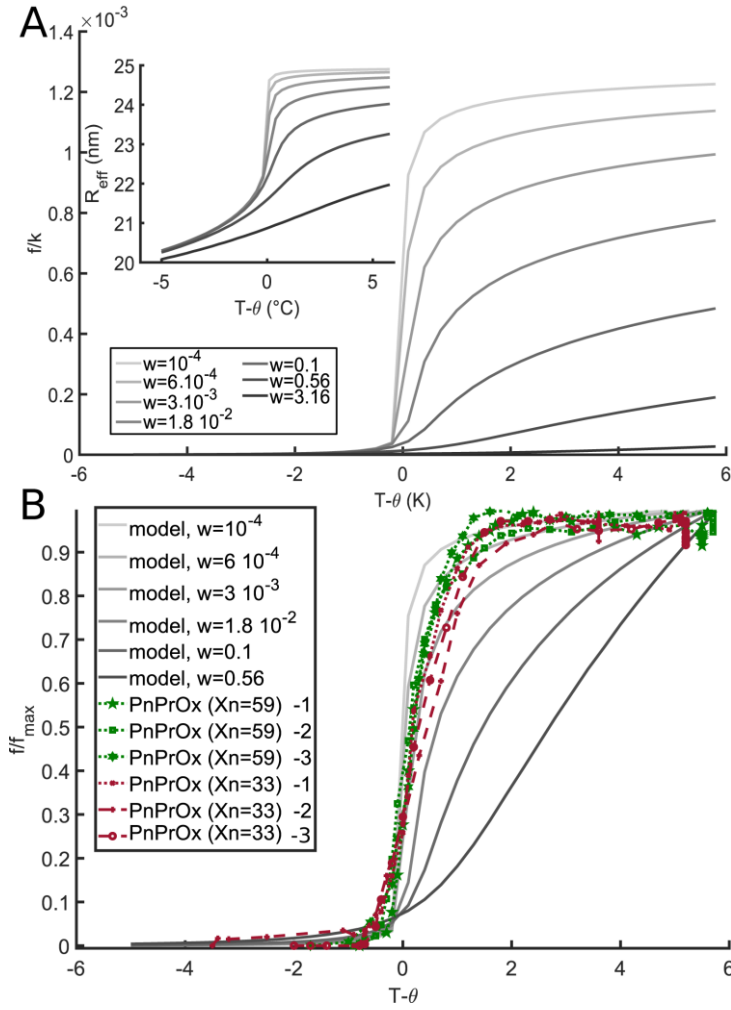 A
×10⁻³
1.4
1.2
1
0.8
0.6
0.4
0.2
0
f/k
-6
-4
-2
0
2
4
6
T-θ (K)
25
24
23
22
21
20
R_eff (nm)
-5
0
5
T-θ (°C)
w=10⁻⁴
w=6.10⁻⁴
w=3.10⁻³
w=1.8 10⁻²
w=0.1
w=0.56
w=3.16
B
0.9
0.8
0.7
0.6
0.5
0.4
0.3
0.2
0.1
0
f/f_max
model, w=10⁻⁴
model, w=6 10⁻⁴
model, w=3 10⁻³
model, w=1.8 10⁻²
model, w=0.1
model, w=0.56
PnPrOx (Xn=59) -1
PnPrOx (Xn=59) -2
PnPrOx (Xn=59) -3
PnPrOx (Xn=33) -1
PnPrOx (Xn=33) -2
PnPrOx (Xn=33) -3
-6
-4
-2
0
2
4
6
T-θ